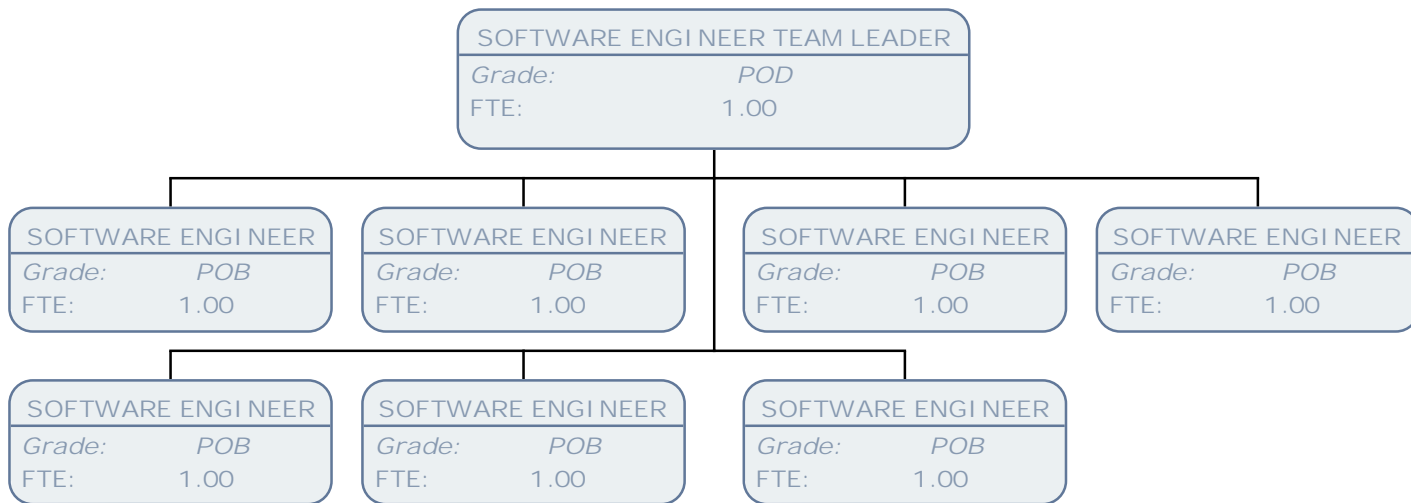 SOFTWARE ENGINEER TEAM LEADER
Grade: POD
FTE: 1.00
SOFTWARE ENGINEER SOFTWARE ENGINEER SOFTWARE ENGINEER SOFTWARE ENGINEER
Grade: POB Grade: POB Grade: POB Grade: POB
FTE: 1.00 FTE: 1.00 FTE: 1.00 FTE: 1.00
SOFTWARE ENGINEER SOFTWARE ENGINEER SOFTWARE ENGINEER
Grade: POB Grade: POB Grade: POB
FTE: 1.00 FTE: 1.00 FTE: 1.00